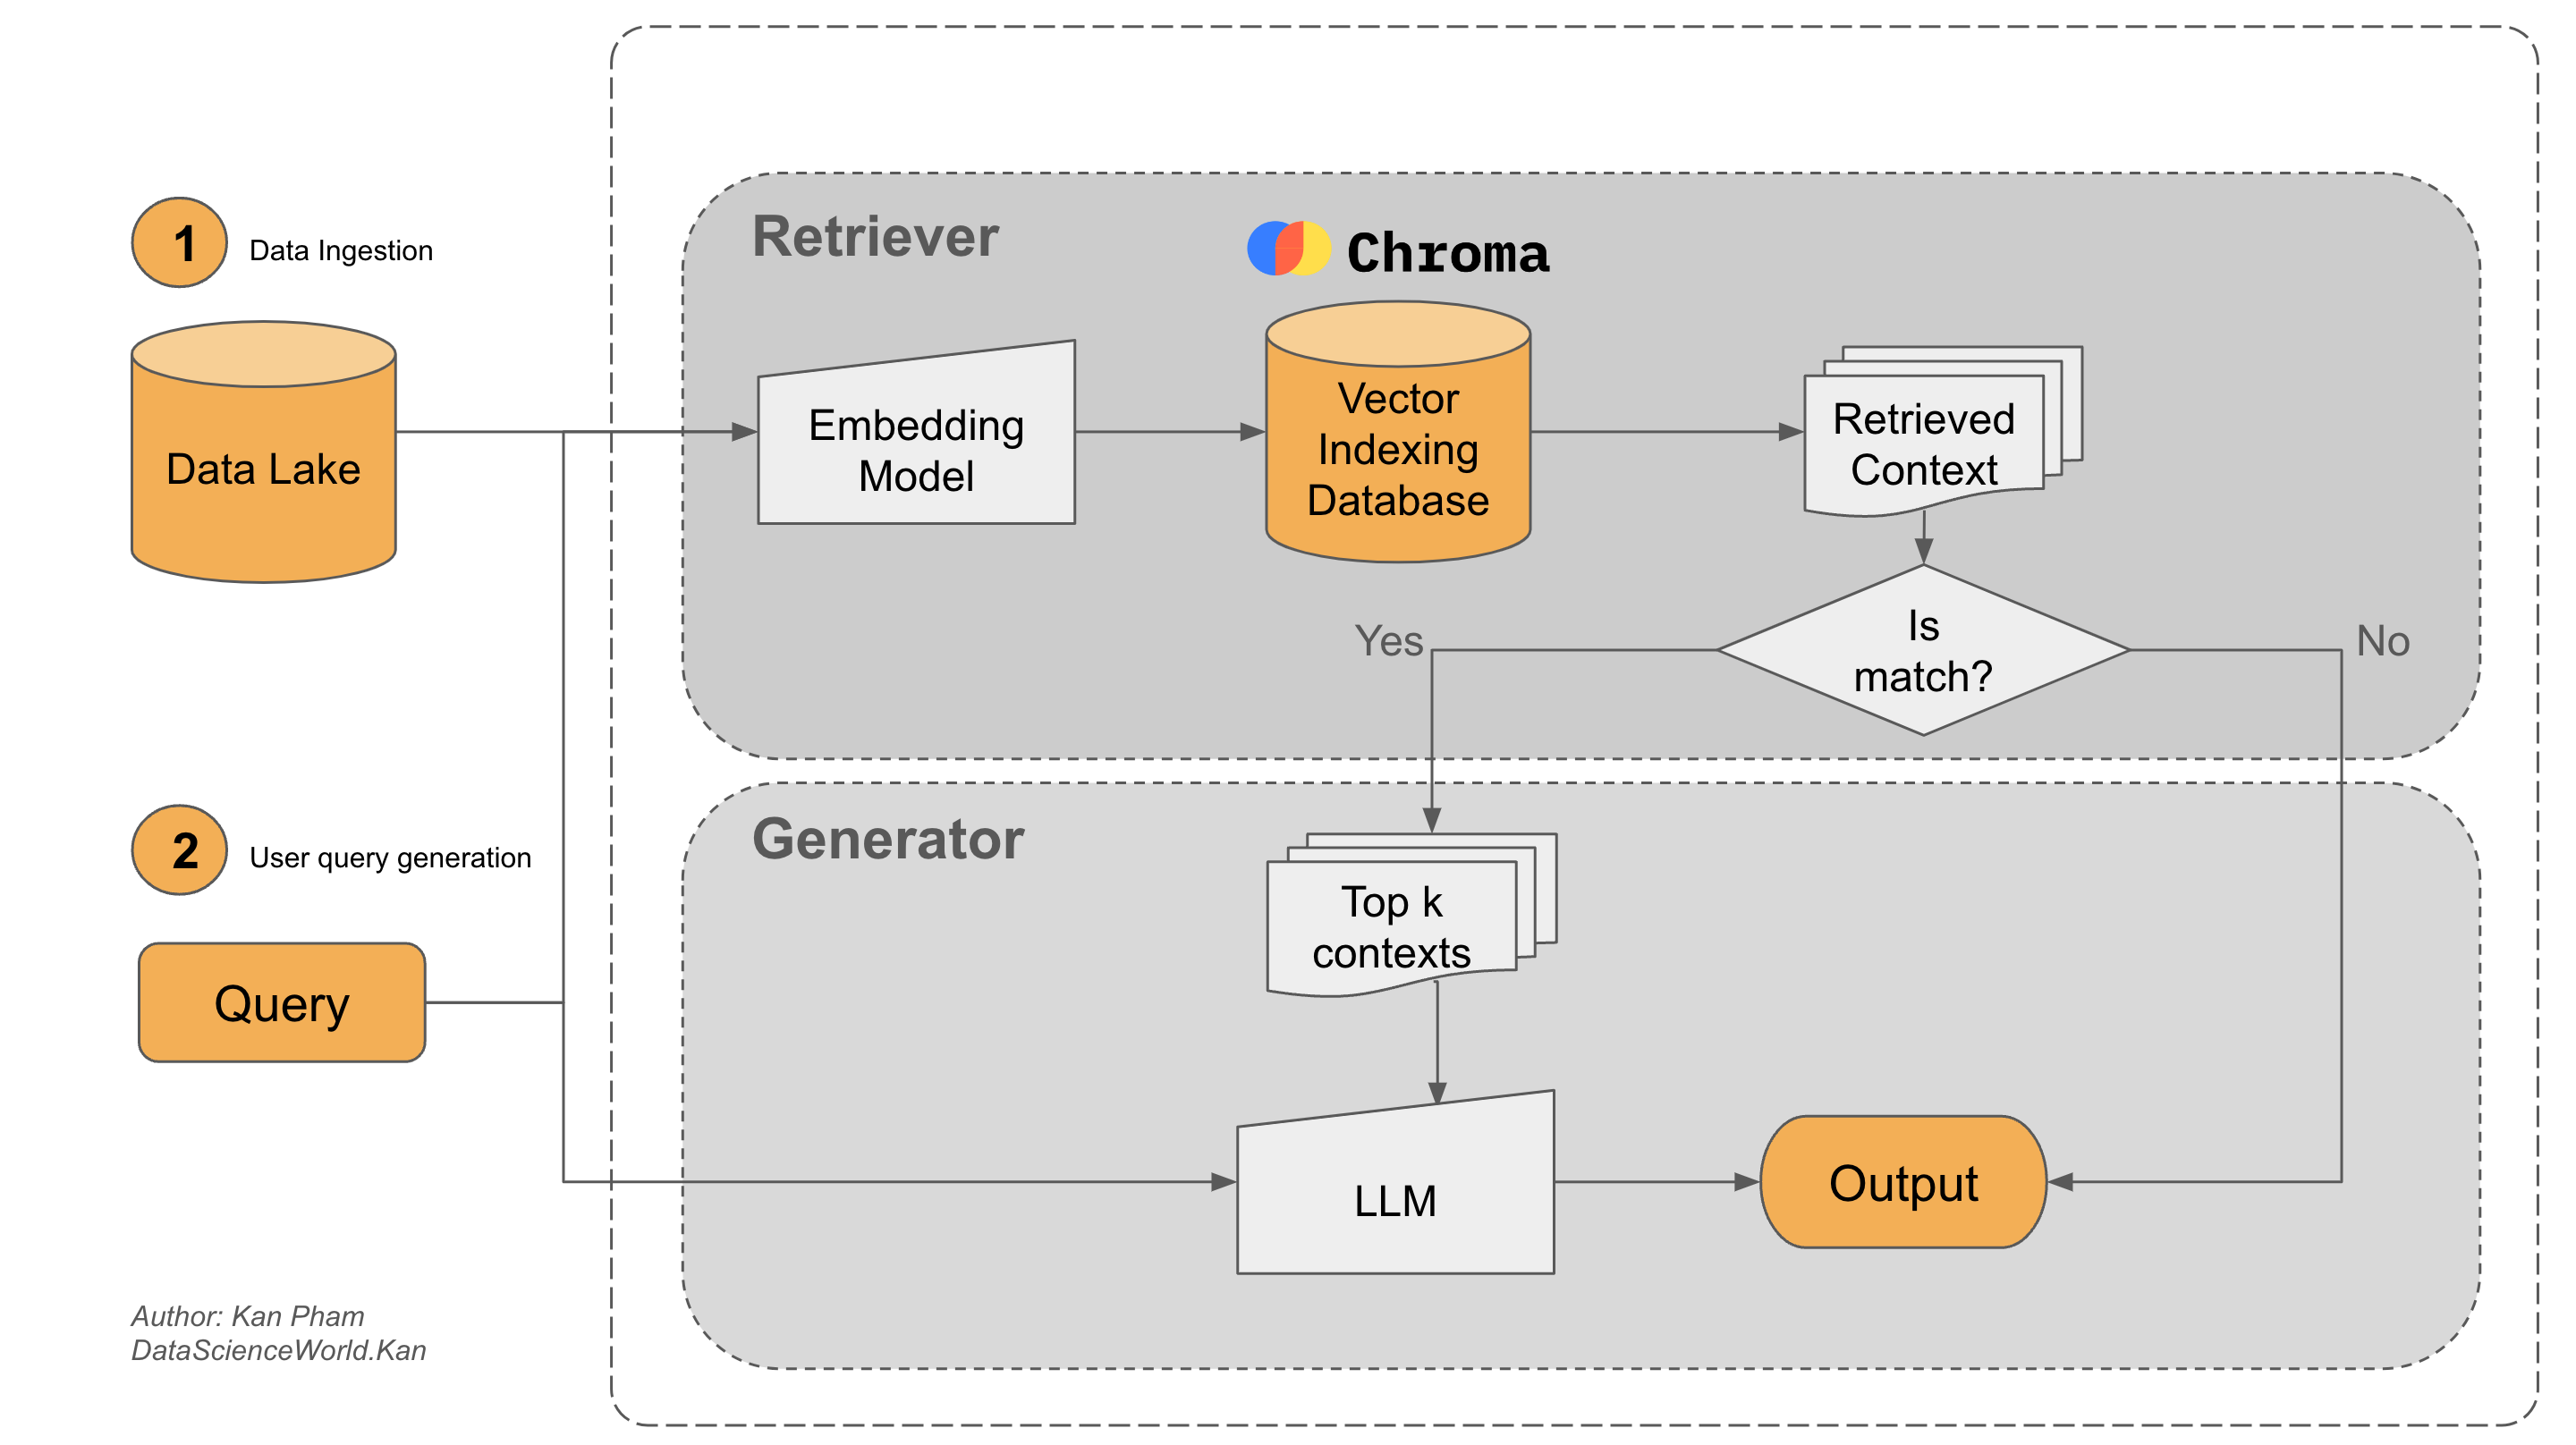 Retriever
Chroma
1
Data Ingestion
Data Lake
Embedding
Model
Vector
Indexing
Database
Retrieved
Context
Is
match?
Yes
No
2
User query generation
Query
Generator
Top k
contexts
LLM
Output
Author: Kan Pham
DataScienceWorld.Kan